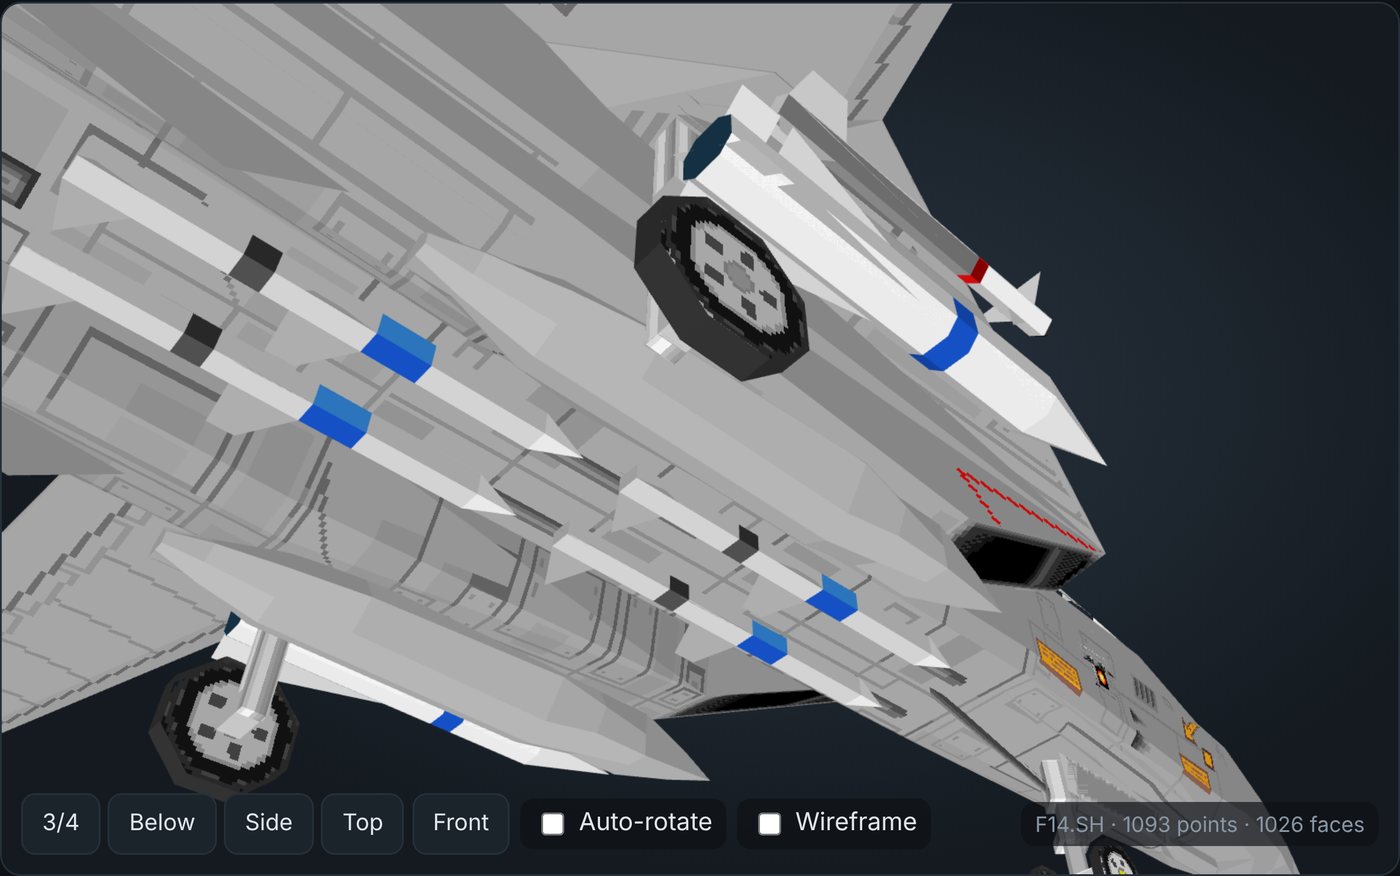 3/4
Below
Side
Top
Front
Auto-rotate
Wireframe
F14.SH · 1093 points · 1026 faces